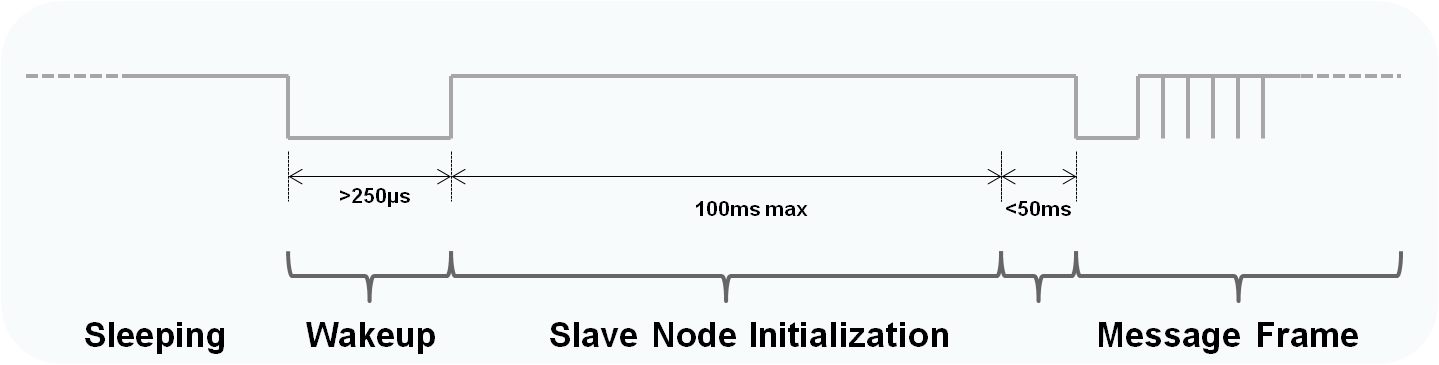 >250µs
100ms max
<50ms
Sleeping
Wakeup
Slave Node Initialization
Message Frame